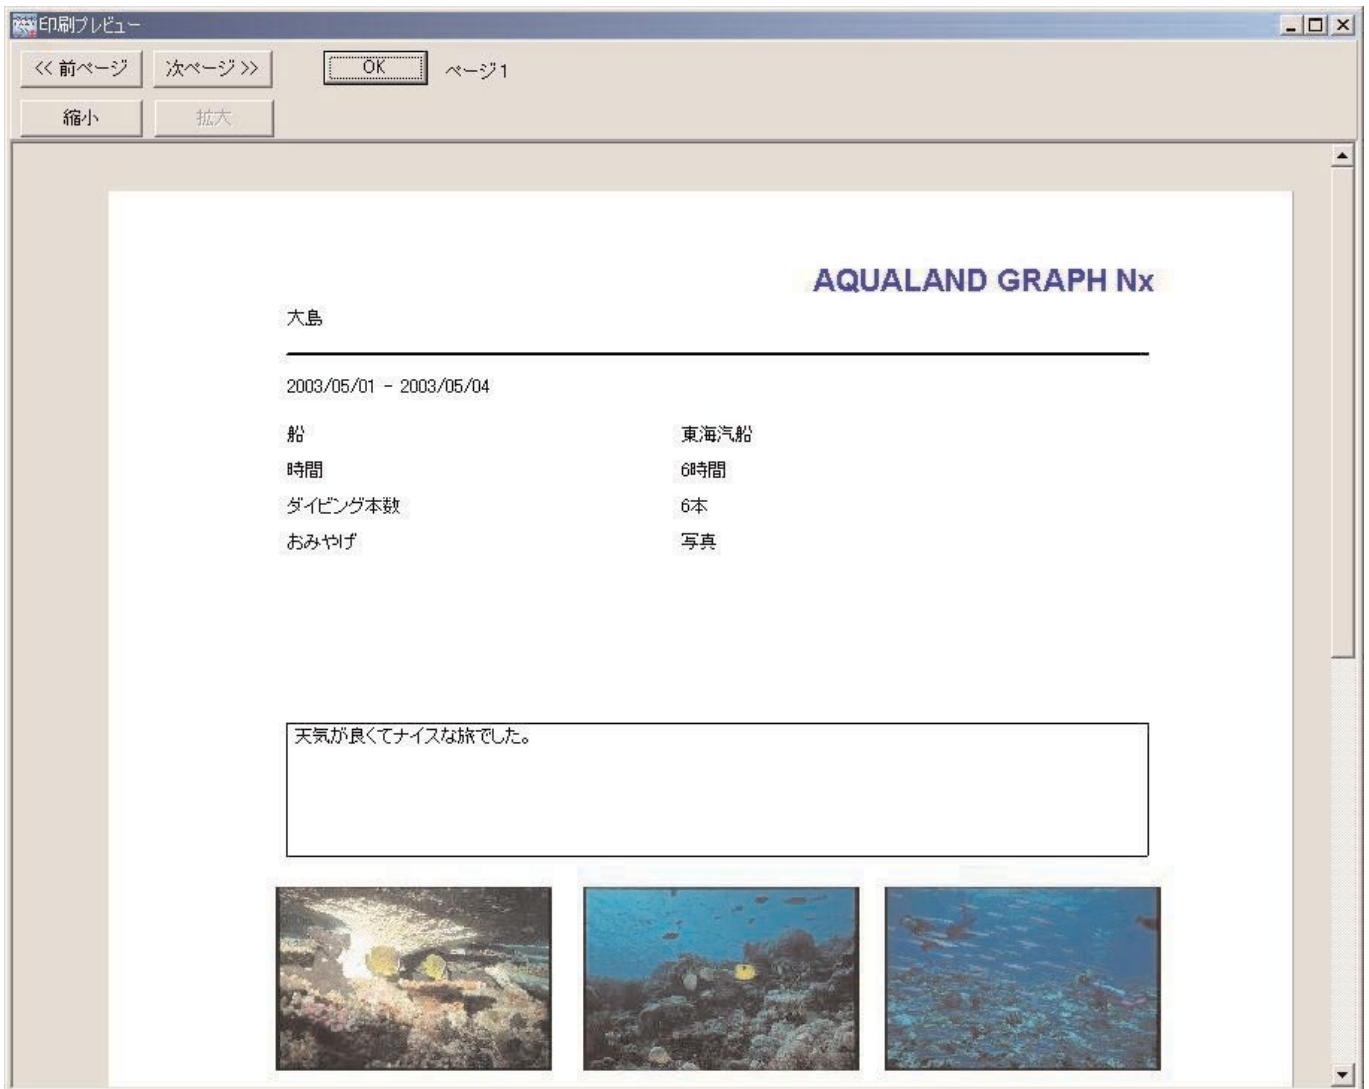 印刷プレビュー
<< 前ページ 次ページ >> OK ページ 1
縮小 拡大
AQUALAND GRAPH Nx
大島
2003/05/01 - 2003/05/04
船 東海汽船
時間 6時間
ダイビング本数 6本
おみやげ 写真
天気が良くてナイスな旅でした。